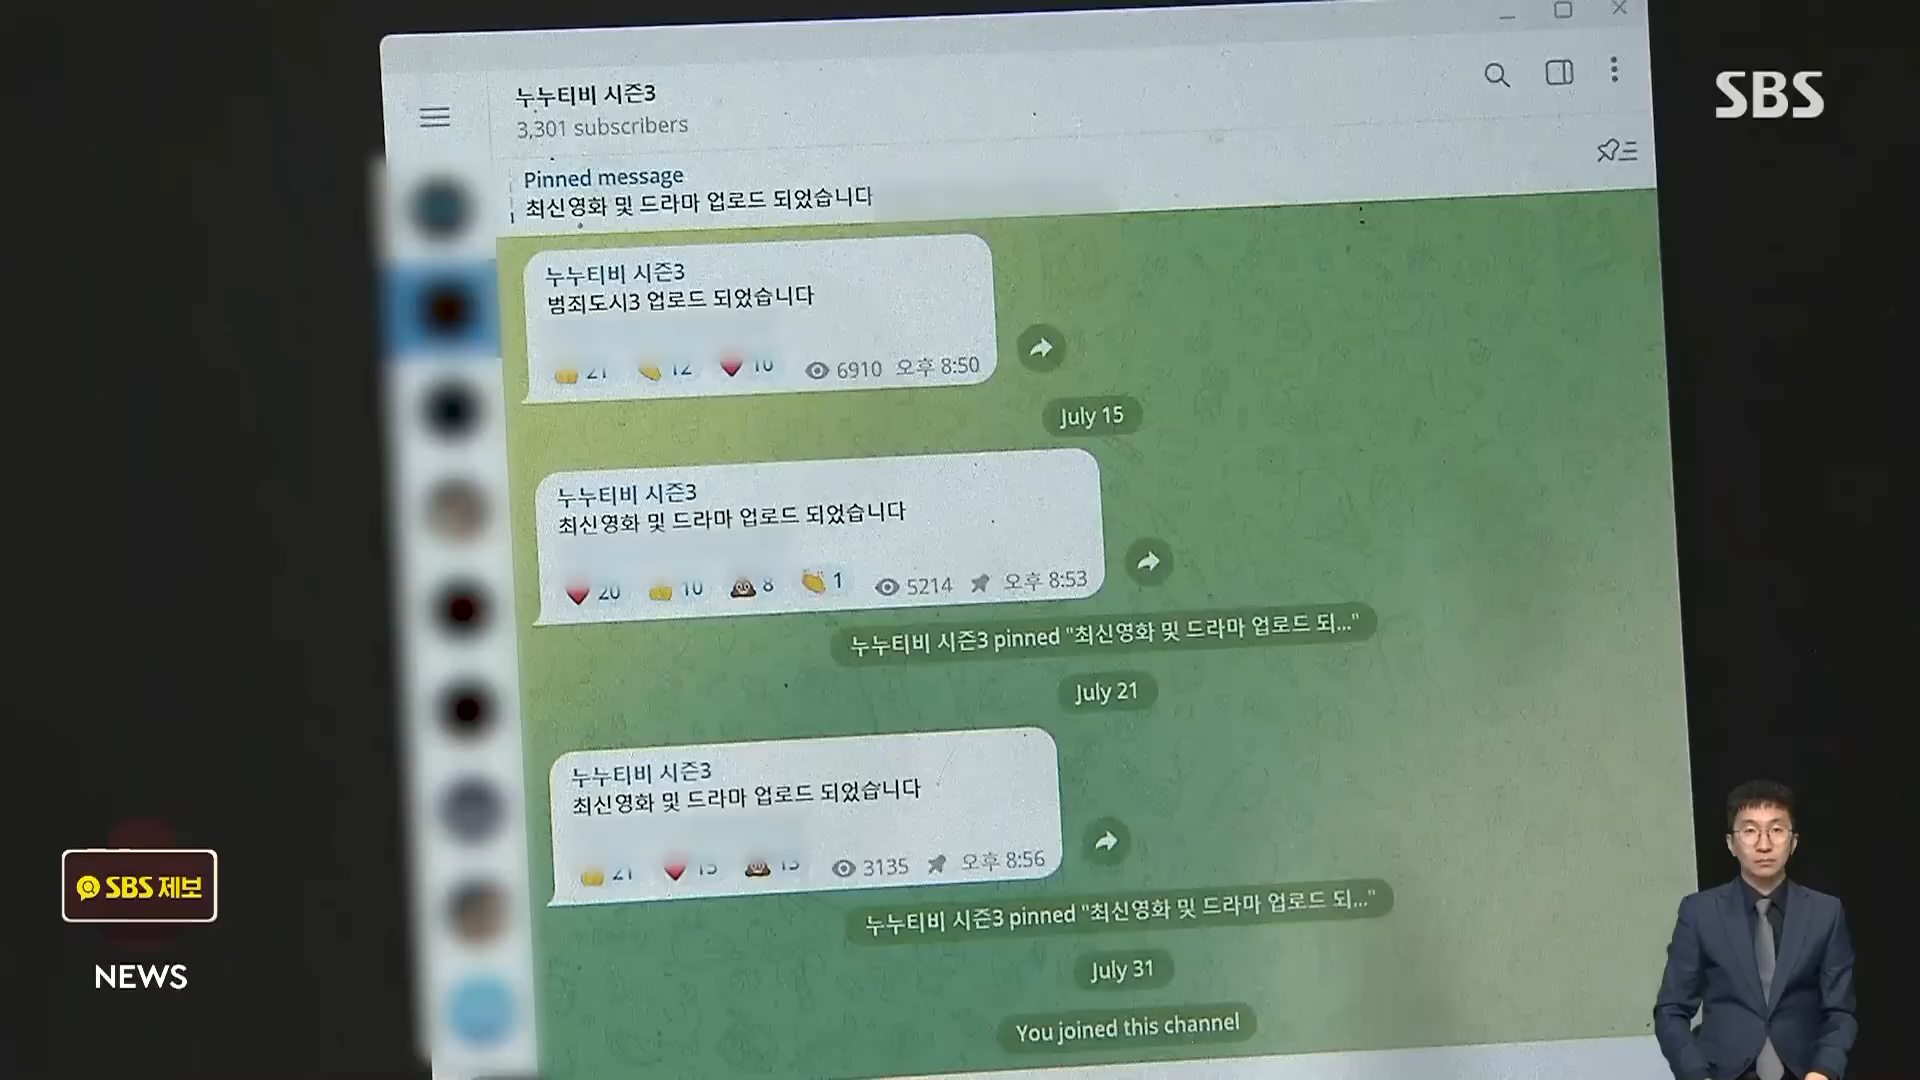 SBS
누누티비 시즌3
3,301 subscribers
Pinned message
최신영화 및 드라마 업로드 되었습니다
누누티비 시즌3
범죄도시3 업로드 되었습니다
21 12 10 6910 오후 8:50
July 15
누누티비 시즌3
최신영화 및 드라마 업로드 되었습니다
20 10 8 1 5214 오후 8:53
누누티비 시즌3 pinned "최신영화 및 드라마 업로드 되..."
July 21
누누티비 시즌3
최신영화 및 드라마 업로드 되었습니다
21 15 13 3135 오후 8:56
누누티비 시즌3 pinned "최신영화 및 드라마 업로드 되..."
July 31
You joined this channel
SBS 제보
NEWS